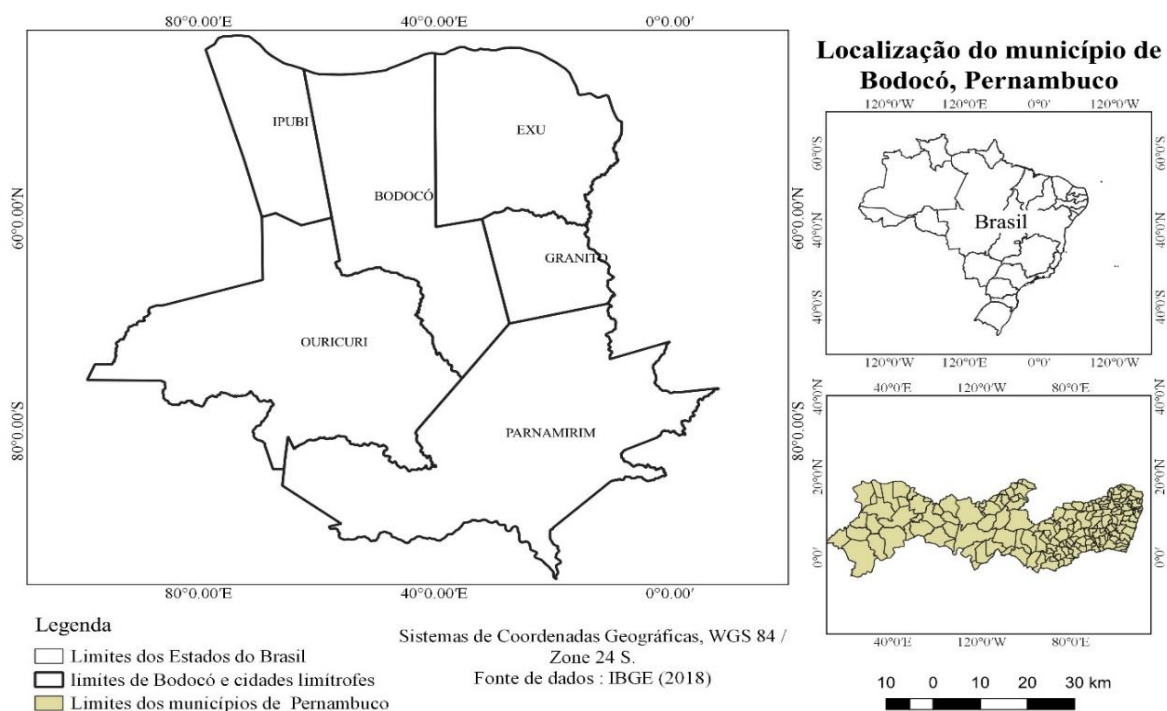 80°0.00'E 40°0.00'E 0°0.00'
60°0.00'N
80°0.00'S
IPUBI
EXU
BODOCÓ
GRANITO
OURICURI
PARNAMIRIM
60°0.00'N
80°0.00'S
80°0.00'E 40°0.00'E 0°0.00'
Localização do município de
Bodocó, Pernambuco
120°0'W 120°0'E 0°0' 120°0'W
60°0'S
40°0'N
40°0'S
Brasil
60°0'S
40°0'N
40°0'S
120°0'W 120°0'E 0°0' 120°0'W
40°0'E 120°0'W 80°0'E
40°0'N
20°0'N
0°0'
40°0'N
20°0'N
0°0'
40°0'E 120°0'W 80°0'E
Legenda
Limites dos Estados do Brasil
límites de Bodocó e cidades limítrofes
Limites dos municípios de Pernambuco
Sistemas de Coordenadas Geográficas, WGS 84 /
Zone 24 S.
Fonte de dados : IBGE (2018)
10 0 10 20 30 km